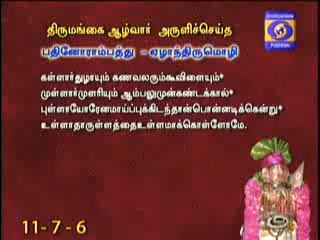 திருமங்கை ஆழ்வார் அருளிச்செய்த
பதினோராம்பத்து - ஏழாந்திருமொழி
கள்ளார்துழாயும் கணவலரும்கூவிளையும்*
முள்ளார்முளரியும் ஆம்பலுமுன்கண்டக்கால்*
புள்ளாயோரேனமாய்ப்புக்கிடந்தான்பொன்னடிக்கென்று*
உள்ளாதாருள்ளத்தைஉள்ளமாக்கொள்ளோமே.
11-7-6